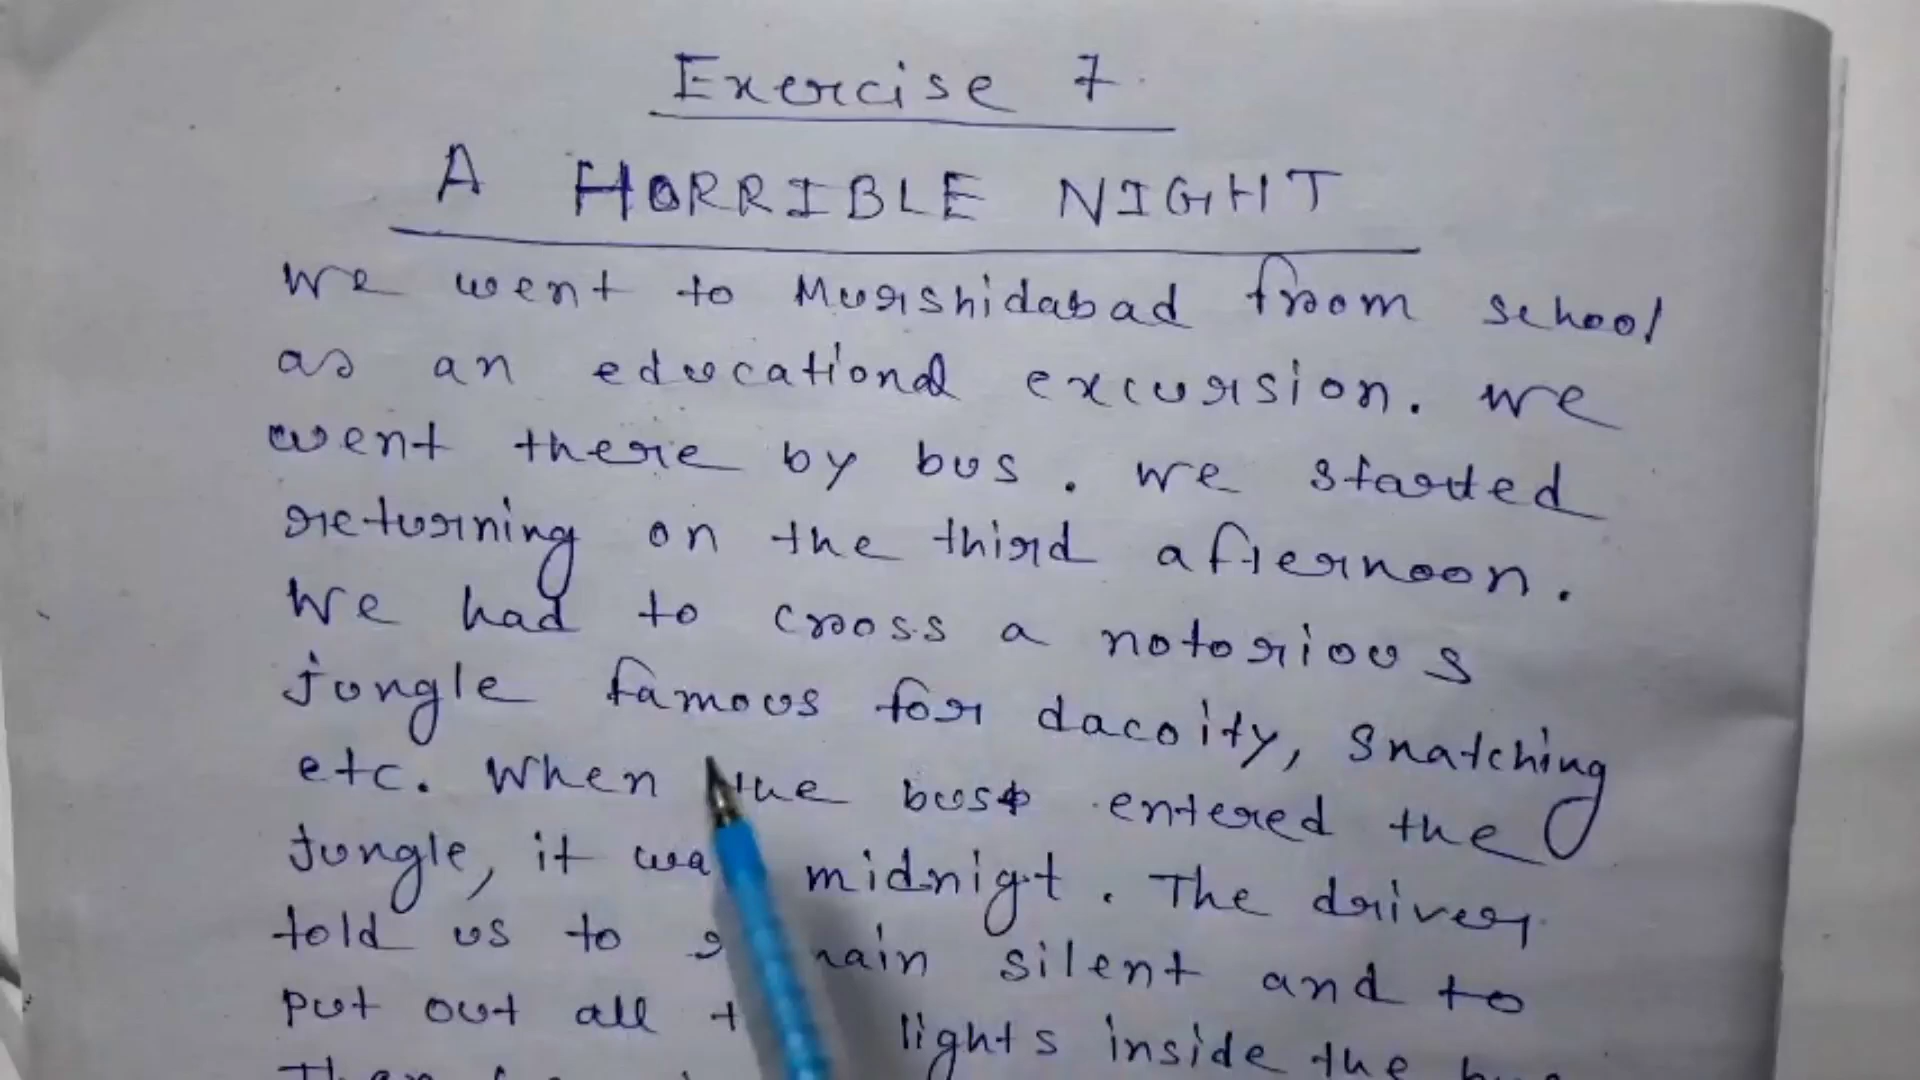 Exercise 7
A HORRIBLE NIGHT
We went to Murshidabad from school
as an educational excursion. We
went there by bus. We started
returning on the third afternoon.
We had to cross a notorious
jungle famous for dacoity, snatching
etc. When the bus entered the
jungle, it was midnigt. The driver
told us to remain silent and to
put out all the lights inside the